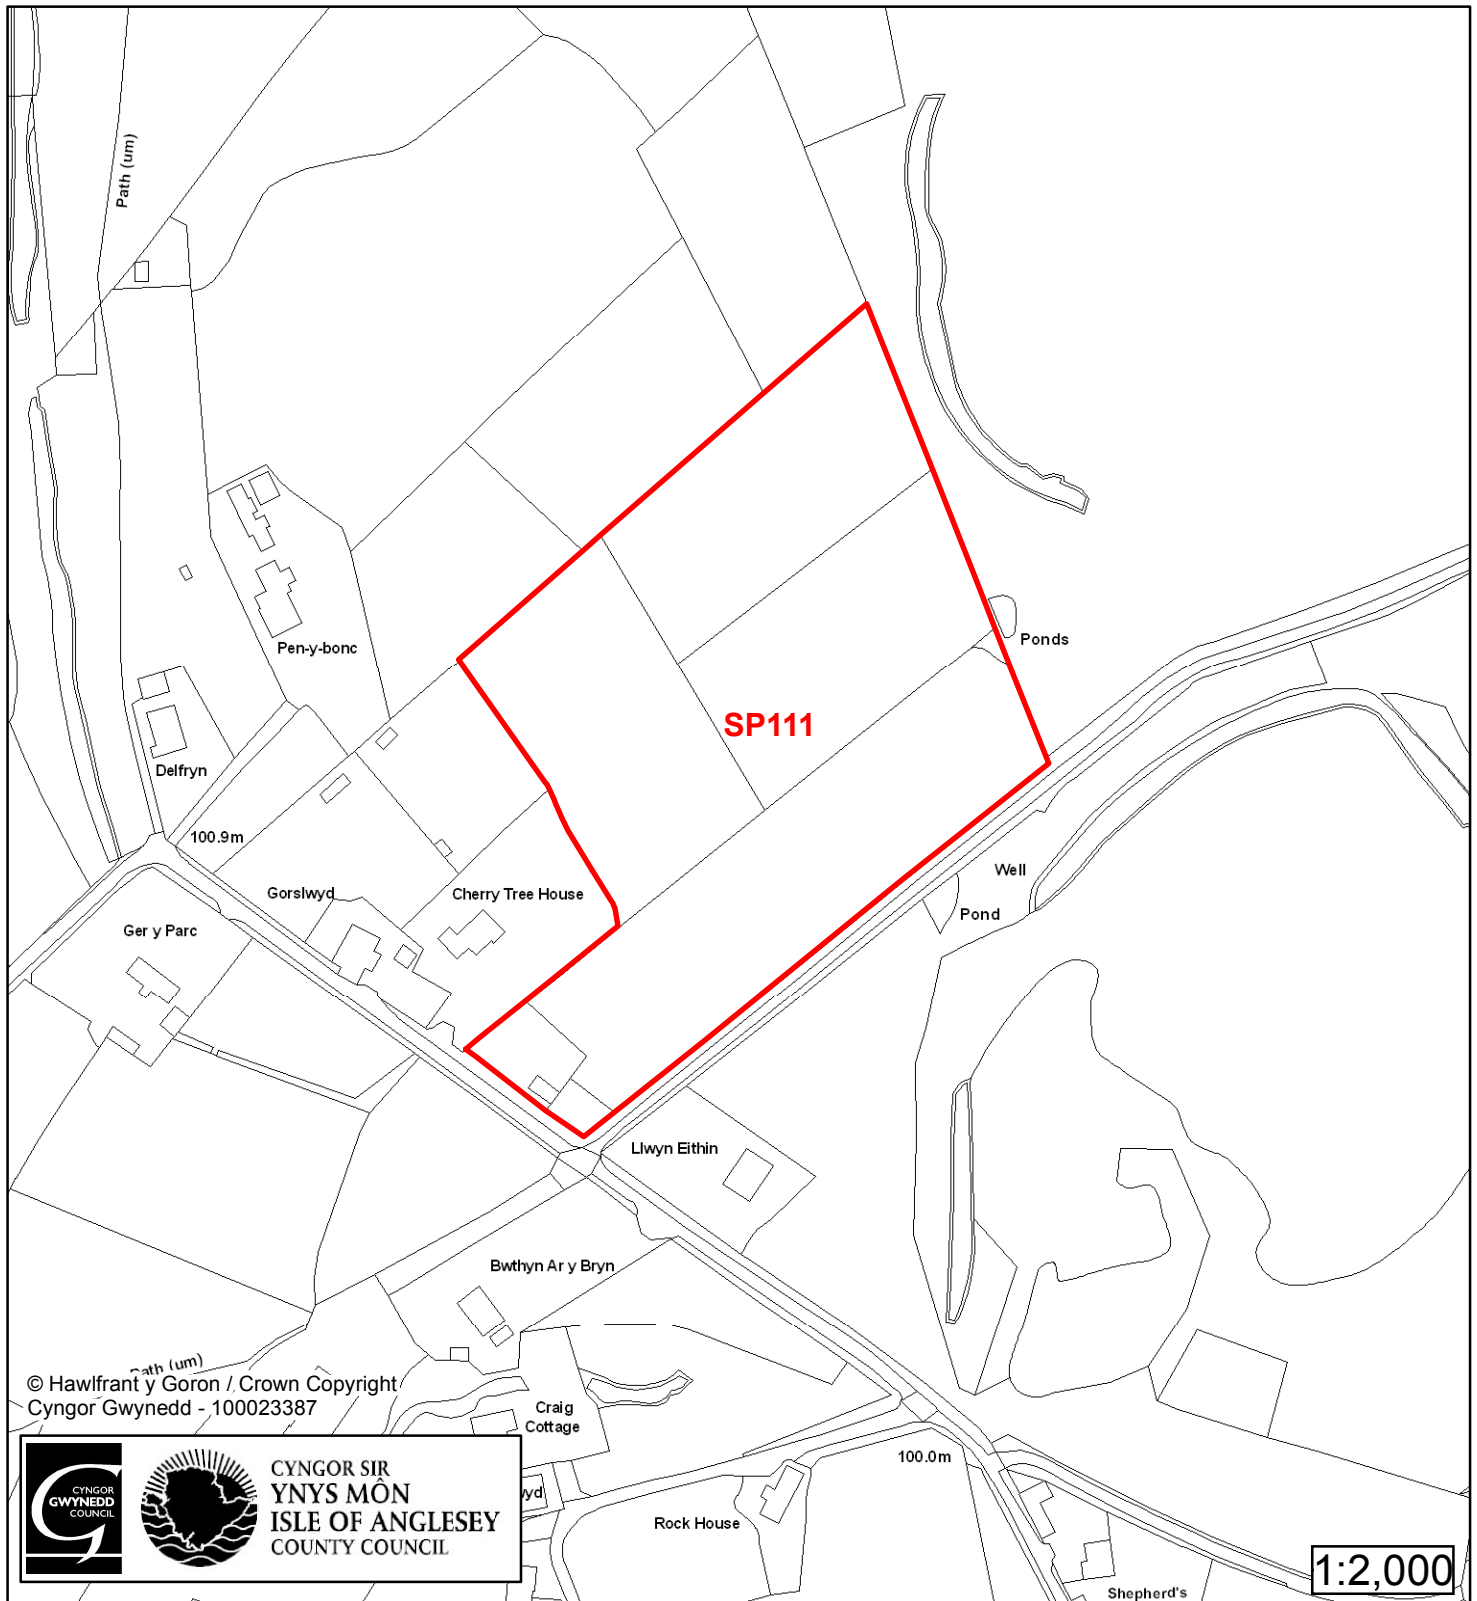 Path (um)
Pen-y-bonc
Ponds
SP111
Delfryn
100.9m
Well
Gorslwyd
Cherry Tree House
Pond
Ger y Parc
Llwyn Eithin
Bwthyn Ar y Bryn
Path (um)
© Hawlfrant y Goron / Crown Copyright
Cyngor Gwynedd - 100023387
Craig
Cottage
100.0m
CYNGOR
GWYNEDD
COUNCIL
CYNGOR SIR
YNYS MÔN
ISLE OF ANGLESEY
COUNTY COUNCIL
Rock House
1:2,000
Shepherd's